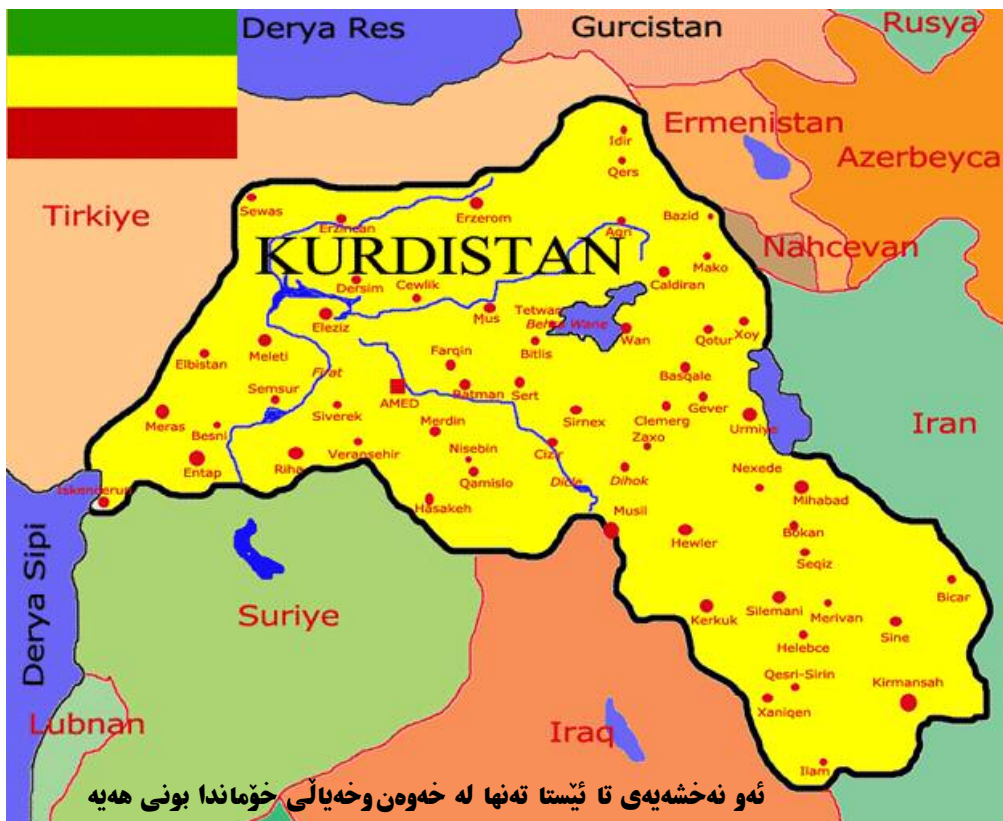 Derya Res
Gurcistan
Rusya
Ermenistan
Azerbeyca
Tirkiye
Nahcevan
KURDISTAN
Idir
Qers
Sewas
Erzincan
Erzerom
Agri
Bazid
Mako
Dersim
Cewlik
Caldiran
Eleziz
Mus
Tetwan
Behra Wane
Wan
Qotur
Xoy
Bitlis
Meleti
Elbistan
Farqin
Firat
Basqale
Semsur
AMED
Batman
Sert
Iran
Meras
Besni
Siverek
Merdin
Sirnex
Clemerg
Gever
Urmiye
Entap
Riha
Veransehir
Nisebin
Cizir
Zaxo
Qamislo
Dicle
Dihok
Nexede
Mihabad
Iskenderun
Hasakeh
Musil
Hewler
Bokan
Seqiz
Derya Sipi
Suriye
Kerkuk
Silemani
Merivan
Bicar
Sine
Helebce
Qesri-Sirin
Xaniqen
Kirmansah
Lubnan
Iraq
Ilam
ئەو نەخشەیەی تا ئێستا تەنها لە خەوەن وخەیاڵی خۆماندا بونی هەیە